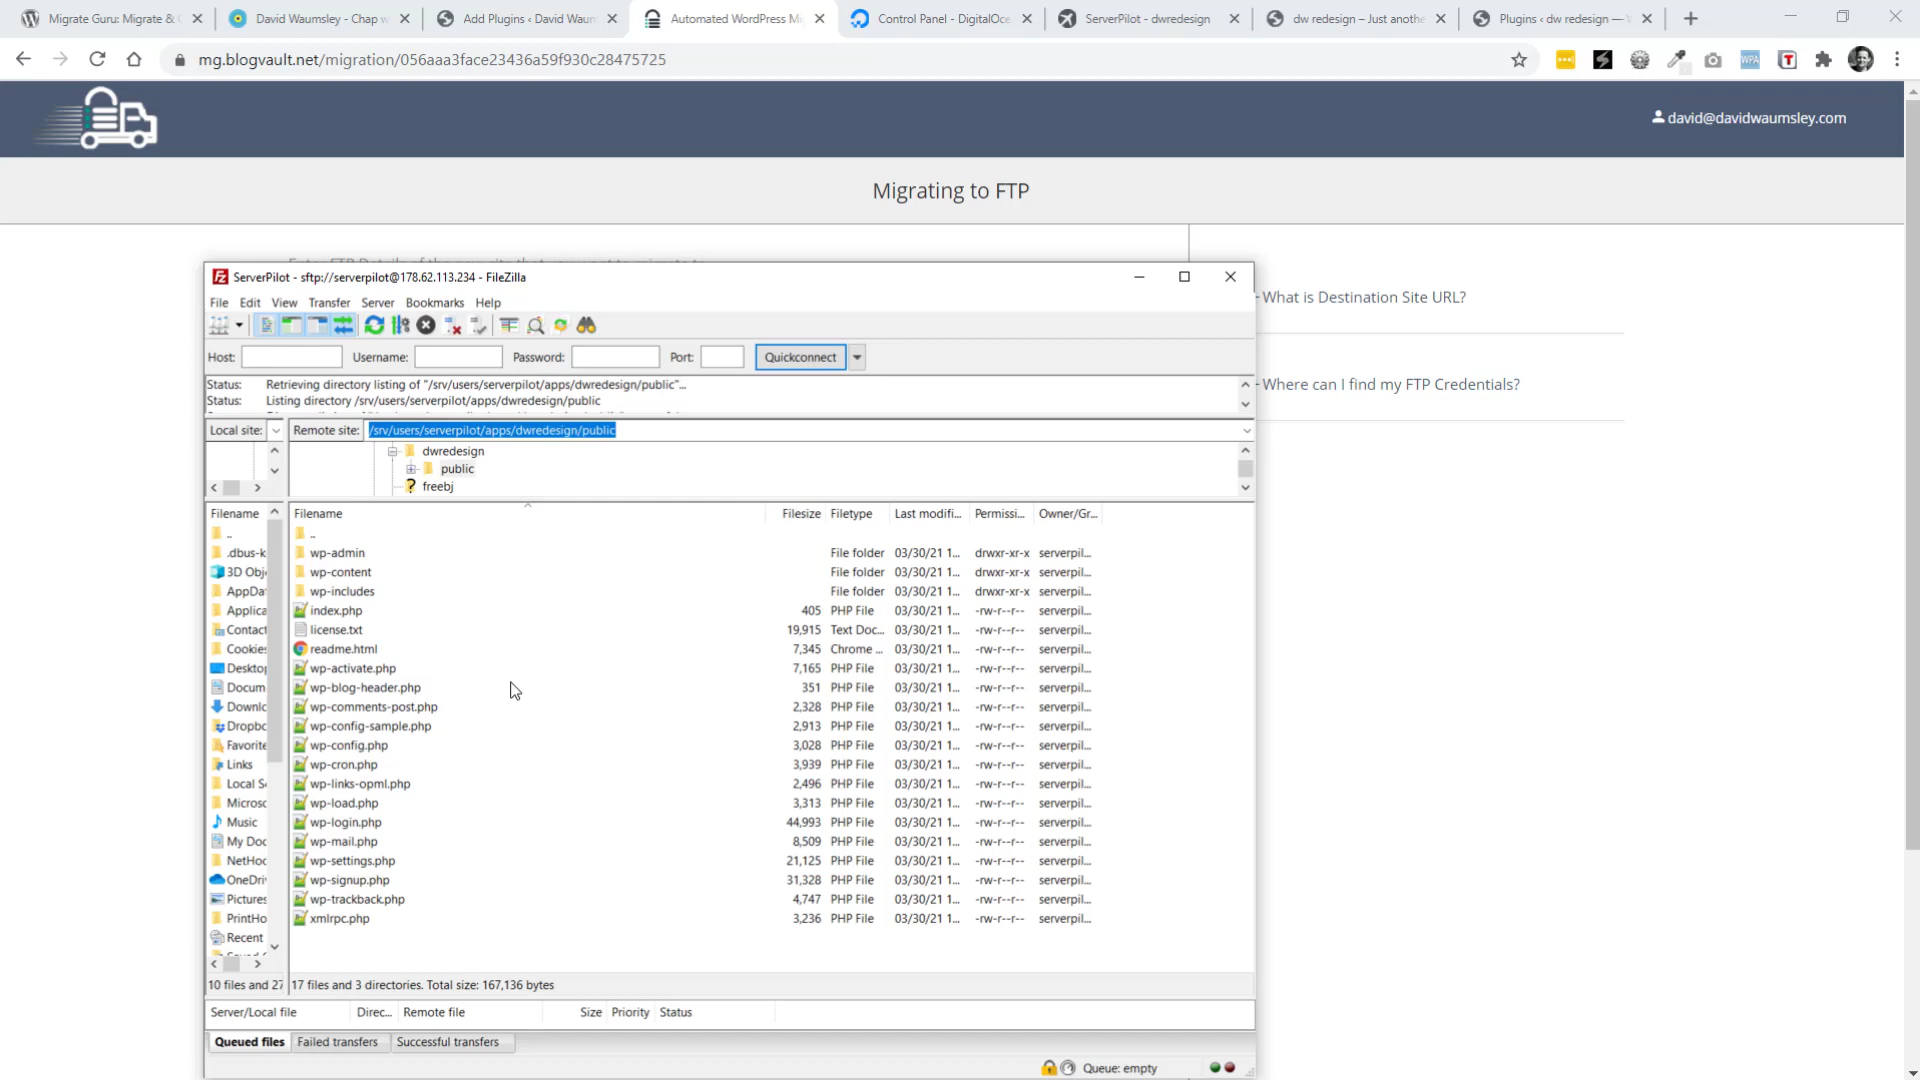 Migrate Guru: Migrate & C
David Waumsley - Chap w
Add Plugins ‹ David Waum
Automated WordPress Mi
Control Panel - DigitalOce
ServerPilot - dwredesign
dw redesign – Just anothe
Plugins ‹ dw redesign —
mg.blogvault.net/migration/056aaa3face23436a59f930c28475725
WPA
T
david@davidwaumsley.com
Migrating to FTP
What is Destination Site URL?
Where can I find my FTP Credentials?
ServerPilot - sftp://serverpilot@178.62.113.234 - FileZilla
File Edit View Transfer Server Bookmarks Help
Host: Username: Password: Port: Quickconnect
Status: Retrieving directory listing of "/srv/users/serverpilot/apps/dwredesign/public"...
Status: Listing directory /srv/users/serverpilot/apps/dwredesign/public
Local site: Remote site: /srv/users/serverpilot/apps/dwredesign/public
dwredesign
public
freebj
Filename Filename Filesize Filetype Last modifi... Permissi... Owner/Gr...
.. ..
.dbus-k wp-admin File folder 03/30/21 1... drwxr-xr-x serverpil...
3D Obj wp-content File folder 03/30/21 1... drwxr-xr-x serverpil...
AppDa wp-includes File folder 03/30/21 1... drwxr-xr-x serverpil...
Applica index.php 405 PHP File 03/30/21 1... -rw-r--r-- serverpil...
Contact license.txt 19,915 Text Doc... 03/30/21 1... -rw-r--r-- serverpil...
Cookies readme.html 7,345 Chrome ... 03/30/21 1... -rw-r--r-- serverpil...
Desktop wp-activate.php 7,165 PHP File 03/30/21 1... -rw-r--r-- serverpil...
Docum wp-blog-header.php 351 PHP File 03/30/21 1... -rw-r--r-- serverpil...
Downlc wp-comments-post.php 2,328 PHP File 03/30/21 1... -rw-r--r-- serverpil...
Dropbo wp-config-sample.php 2,913 PHP File 03/30/21 1... -rw-r--r-- serverpil...
Favorite wp-config.php 3,028 PHP File 03/30/21 1... -rw-r--r-- serverpil...
Links wp-cron.php 3,939 PHP File 03/30/21 1... -rw-r--r-- serverpil...
Local S wp-links-opml.php 2,496 PHP File 03/30/21 1... -rw-r--r-- serverpil...
Microsc wp-load.php 3,313 PHP File 03/30/21 1... -rw-r--r-- serverpil...
Music wp-login.php 44,993 PHP File 03/30/21 1... -rw-r--r-- serverpil...
My Doc wp-mail.php 8,509 PHP File 03/30/21 1... -rw-r--r-- serverpil...
NetHoo wp-settings.php 21,125 PHP File 03/30/21 1... -rw-r--r-- serverpil...
OneDri wp-signup.php 31,328 PHP File 03/30/21 1... -rw-r--r-- serverpil...
Pictures wp-trackback.php 4,747 PHP File 03/30/21 1... -rw-r--r-- serverpil...
PrintHo xmlrpc.php 3,236 PHP File 03/30/21 1... -rw-r--r-- serverpil...
Recent
10 files and 27 17 files and 3 directories. Total size: 167,136 bytes
Server/Local file Direc... Remote file Size Priority Status
Queued files Failed transfers Successful transfers
Queue: empty